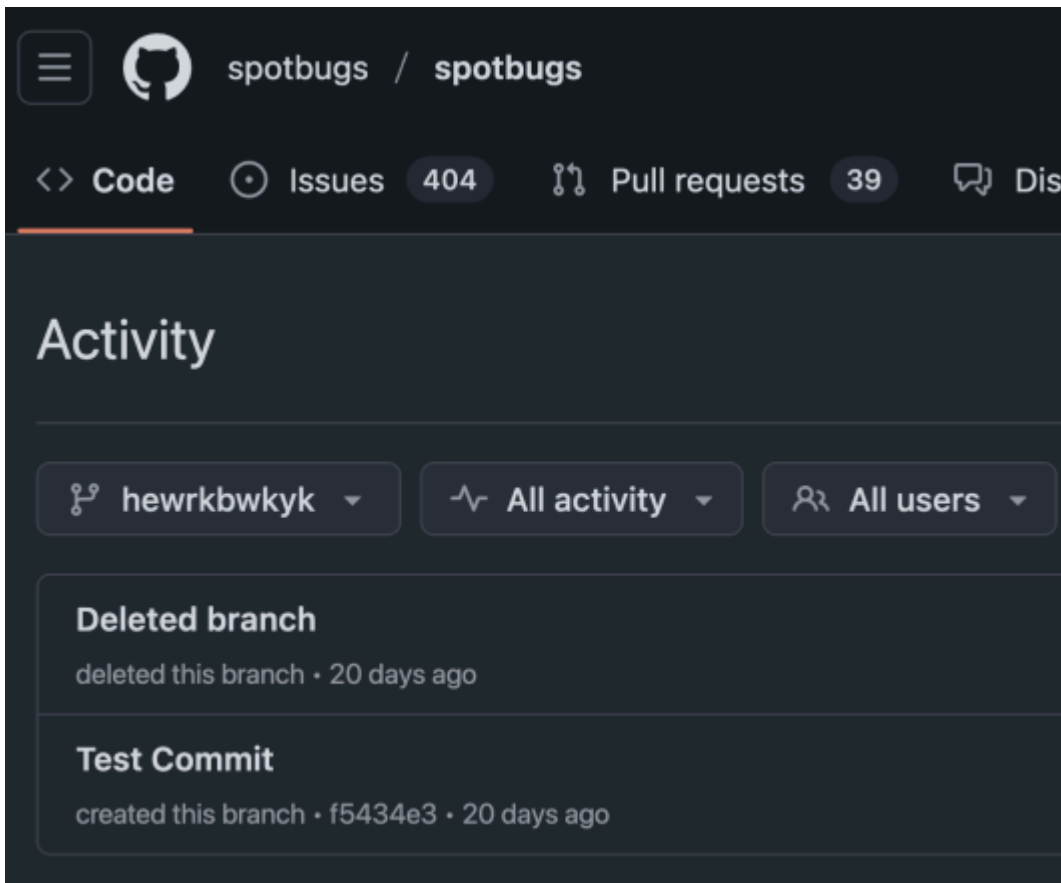 spotbugs / spotbugs
<> Code Issues 404 Pull requests 39 Dis
Activity
hewrkbwkyk All activity All users
Deleted branch
deleted this branch • 20 days ago
Test Commit
created this branch • f5434e3 • 20 days ago